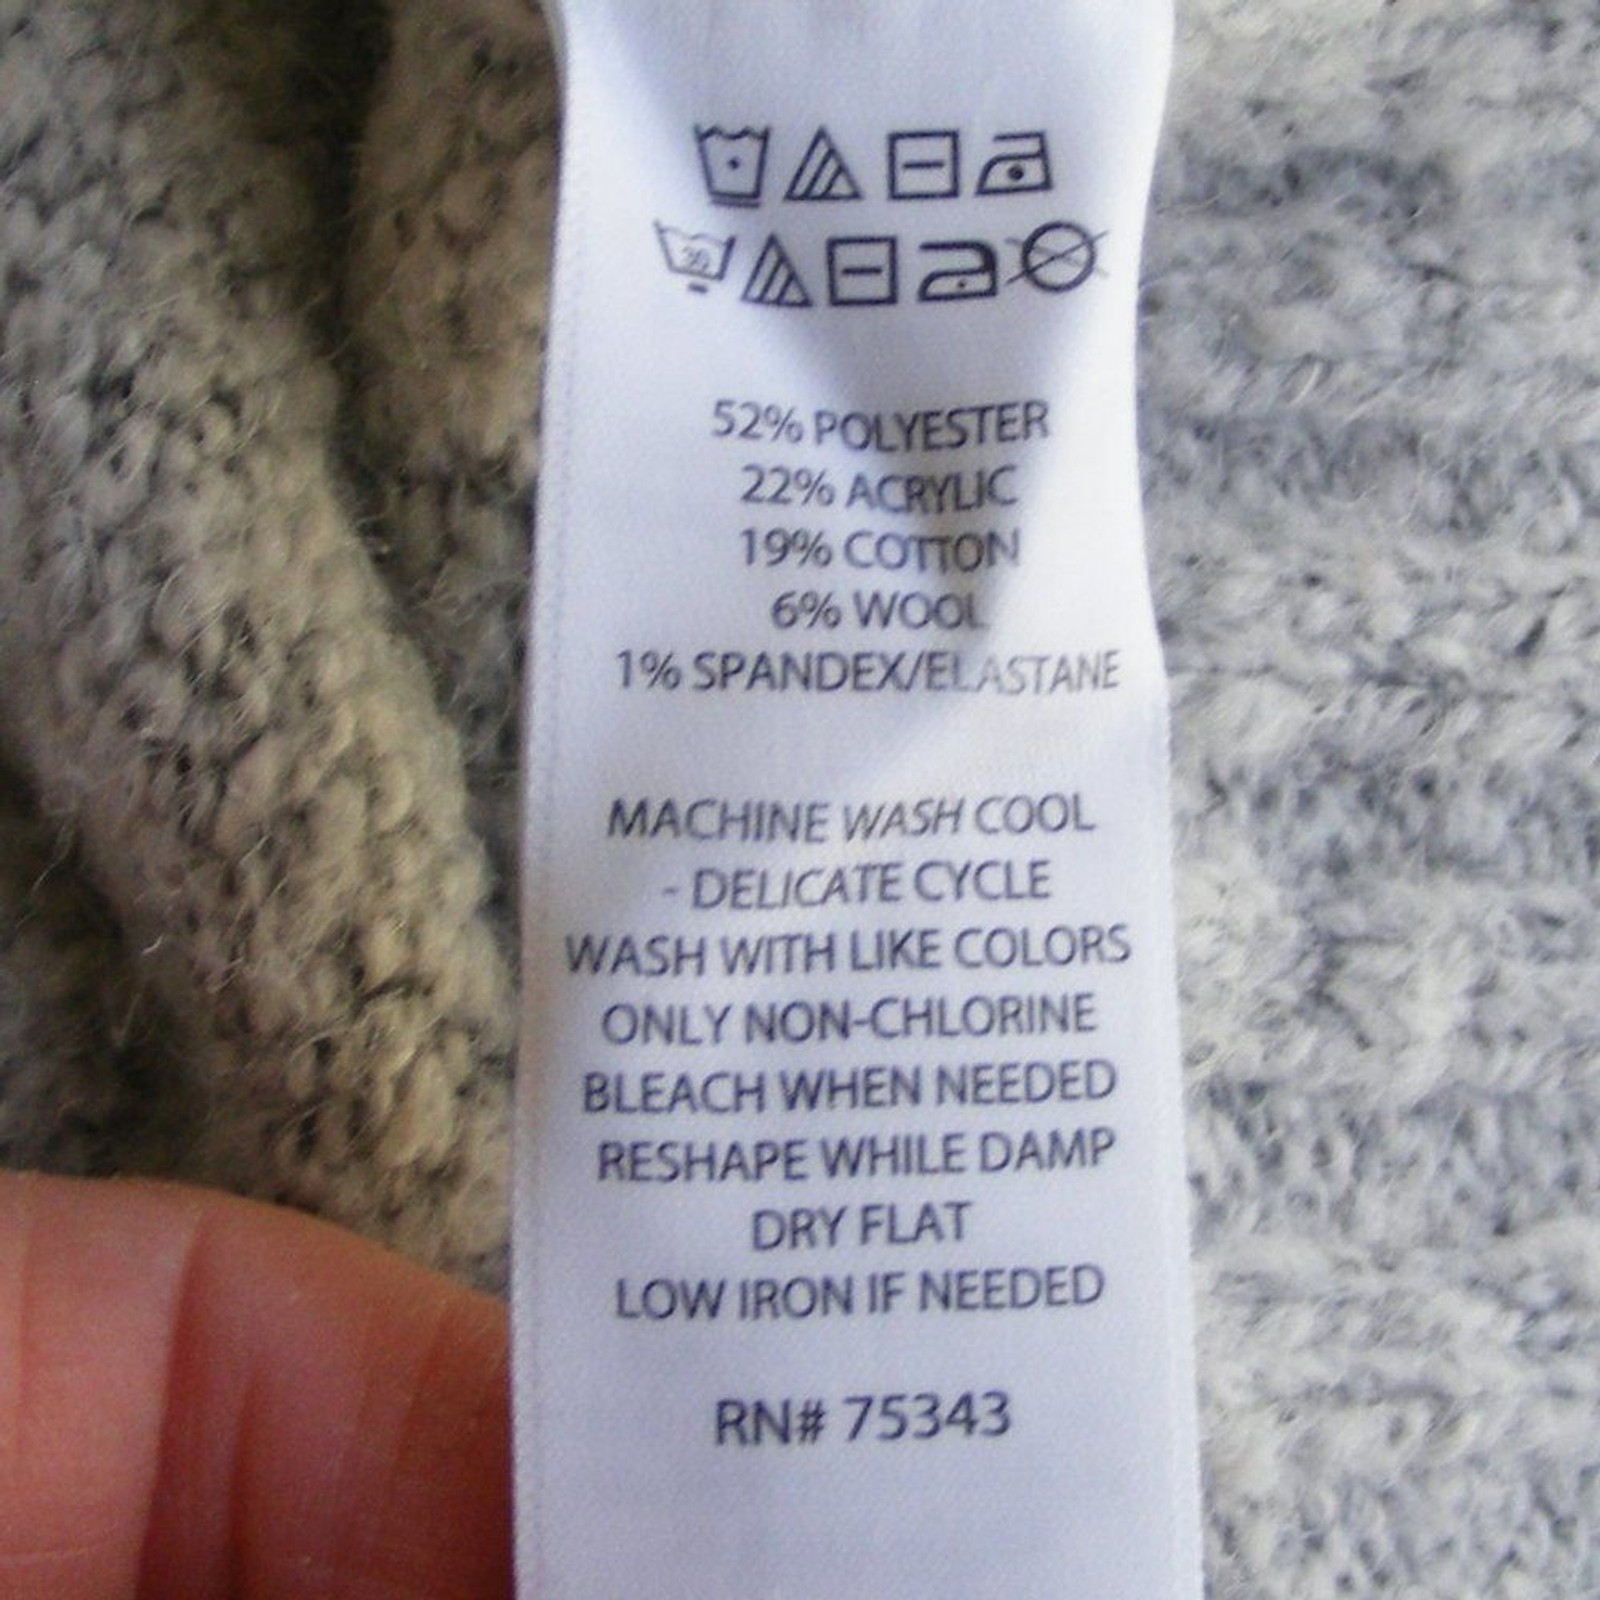 30
52% POLYESTER
22% ACRYLIC
19% COTTON
6% WOOL
1% SPANDEX/ELASTANE
MACHINE WASH COOL
- DELICATE CYCLE
WASH WITH LIKE COLORS
ONLY NON-CHLORINE
BLEACH WHEN NEEDED
RESHAPE WHILE DAMP
DRY FLAT
LOW IRON IF NEEDED
RN# 75343